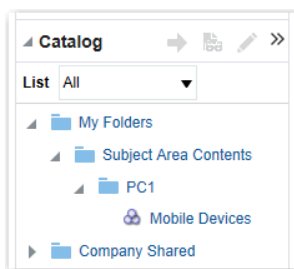 Catalog
List All
My Folders
Subject Area Contents
PC1
Mobile Devices
Company Shared